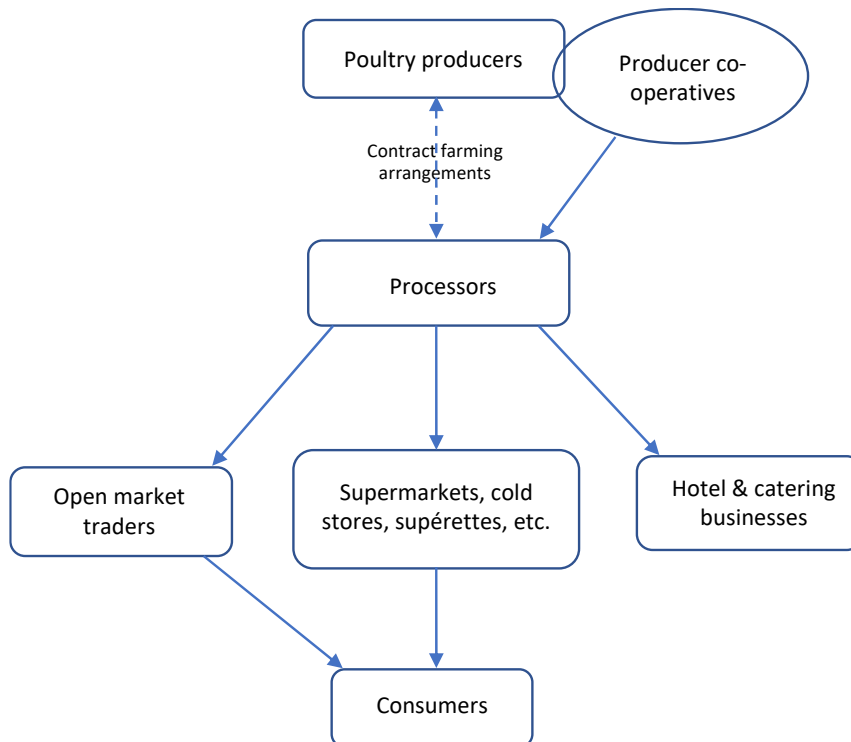 Poultry producers
Producer co-
operatives
Contract farming
arrangements
Processors
Open market
traders
Supermarkets, cold
stores, supérettes, etc.
Hotel & catering
businesses
Consumers